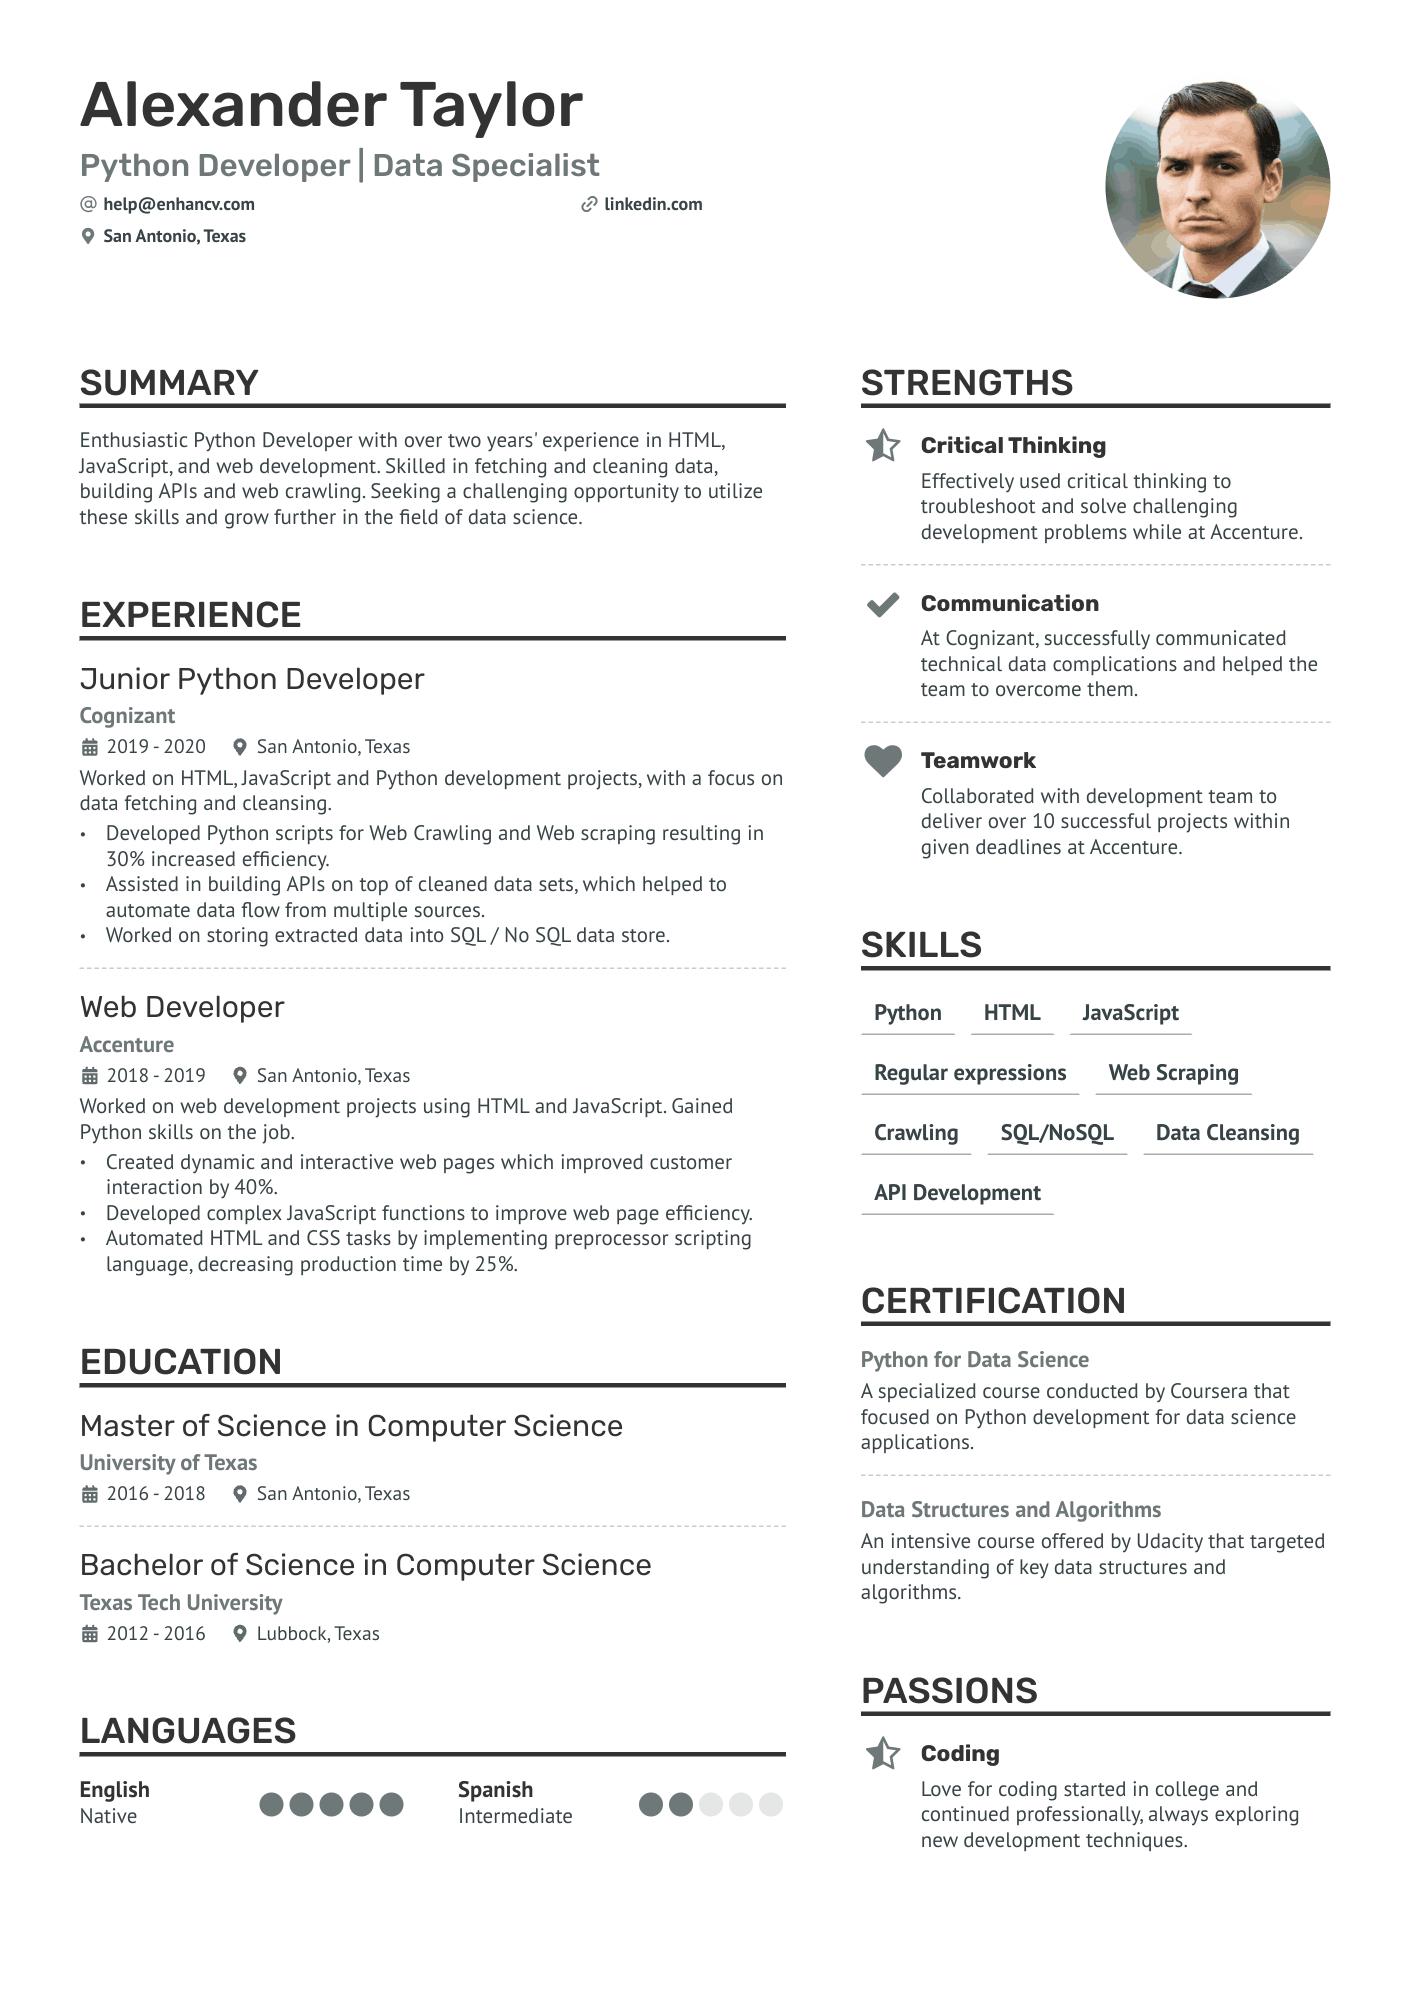 Alexander Taylor
Python Developer | Data Specialist
help@enhancv.com
linkedin.com
San Antonio, Texas
SUMMARY
Enthusiastic Python Developer with over two years' experience in HTML,
JavaScript, and web development. Skilled in fetching and cleaning data,
building APIs and web crawling. Seeking a challenging opportunity to utilize
these skills and grow further in the field of data science.
EXPERIENCE
Junior Python Developer
Cognizant
2019 - 2020 San Antonio, Texas
Worked on HTML, JavaScript and Python development projects, with a focus on
data fetching and cleansing.
• Developed Python scripts for Web Crawling and Web scraping resulting in
30% increased efficiency.
• Assisted in building APIs on top of cleaned data sets, which helped to
automate data flow from multiple sources.
• Worked on storing extracted data into SQL / No SQL data store.
Web Developer
Accenture
2018 - 2019 San Antonio, Texas
Worked on web development projects using HTML and JavaScript. Gained
Python skills on the job.
• Created dynamic and interactive web pages which improved customer
interaction by 40%.
• Developed complex JavaScript functions to improve web page efficiency.
• Automated HTML and CSS tasks by implementing preprocessor scripting
language, decreasing production time by 25%.
EDUCATION
Master of Science in Computer Science
University of Texas
2016 - 2018 San Antonio, Texas
Bachelor of Science in Computer Science
Texas Tech University
2012 - 2016 Lubbock, Texas
LANGUAGES
English
Native
Spanish
Intermediate
STRENGTHS
Critical Thinking
Effectively used critical thinking to
troubleshoot and solve challenging
development problems while at Accenture.
Communication
At Cognizant, successfully communicated
technical data complications and helped the
team to overcome them.
Teamwork
Collaborated with development team to
deliver over 10 successful projects within
given deadlines at Accenture.
SKILLS
Python HTML JavaScript
Regular expressions Web Scraping
Crawling SQL/NoSQL Data Cleansing
API Development
CERTIFICATION
Python for Data Science
A specialized course conducted by Coursera that
focused on Python development for data science
applications.
Data Structures and Algorithms
An intensive course offered by Udacity that targeted
understanding of key data structures and
algorithms.
PASSIONS
Coding
Love for coding started in college and
continued professionally, always exploring
new development techniques.